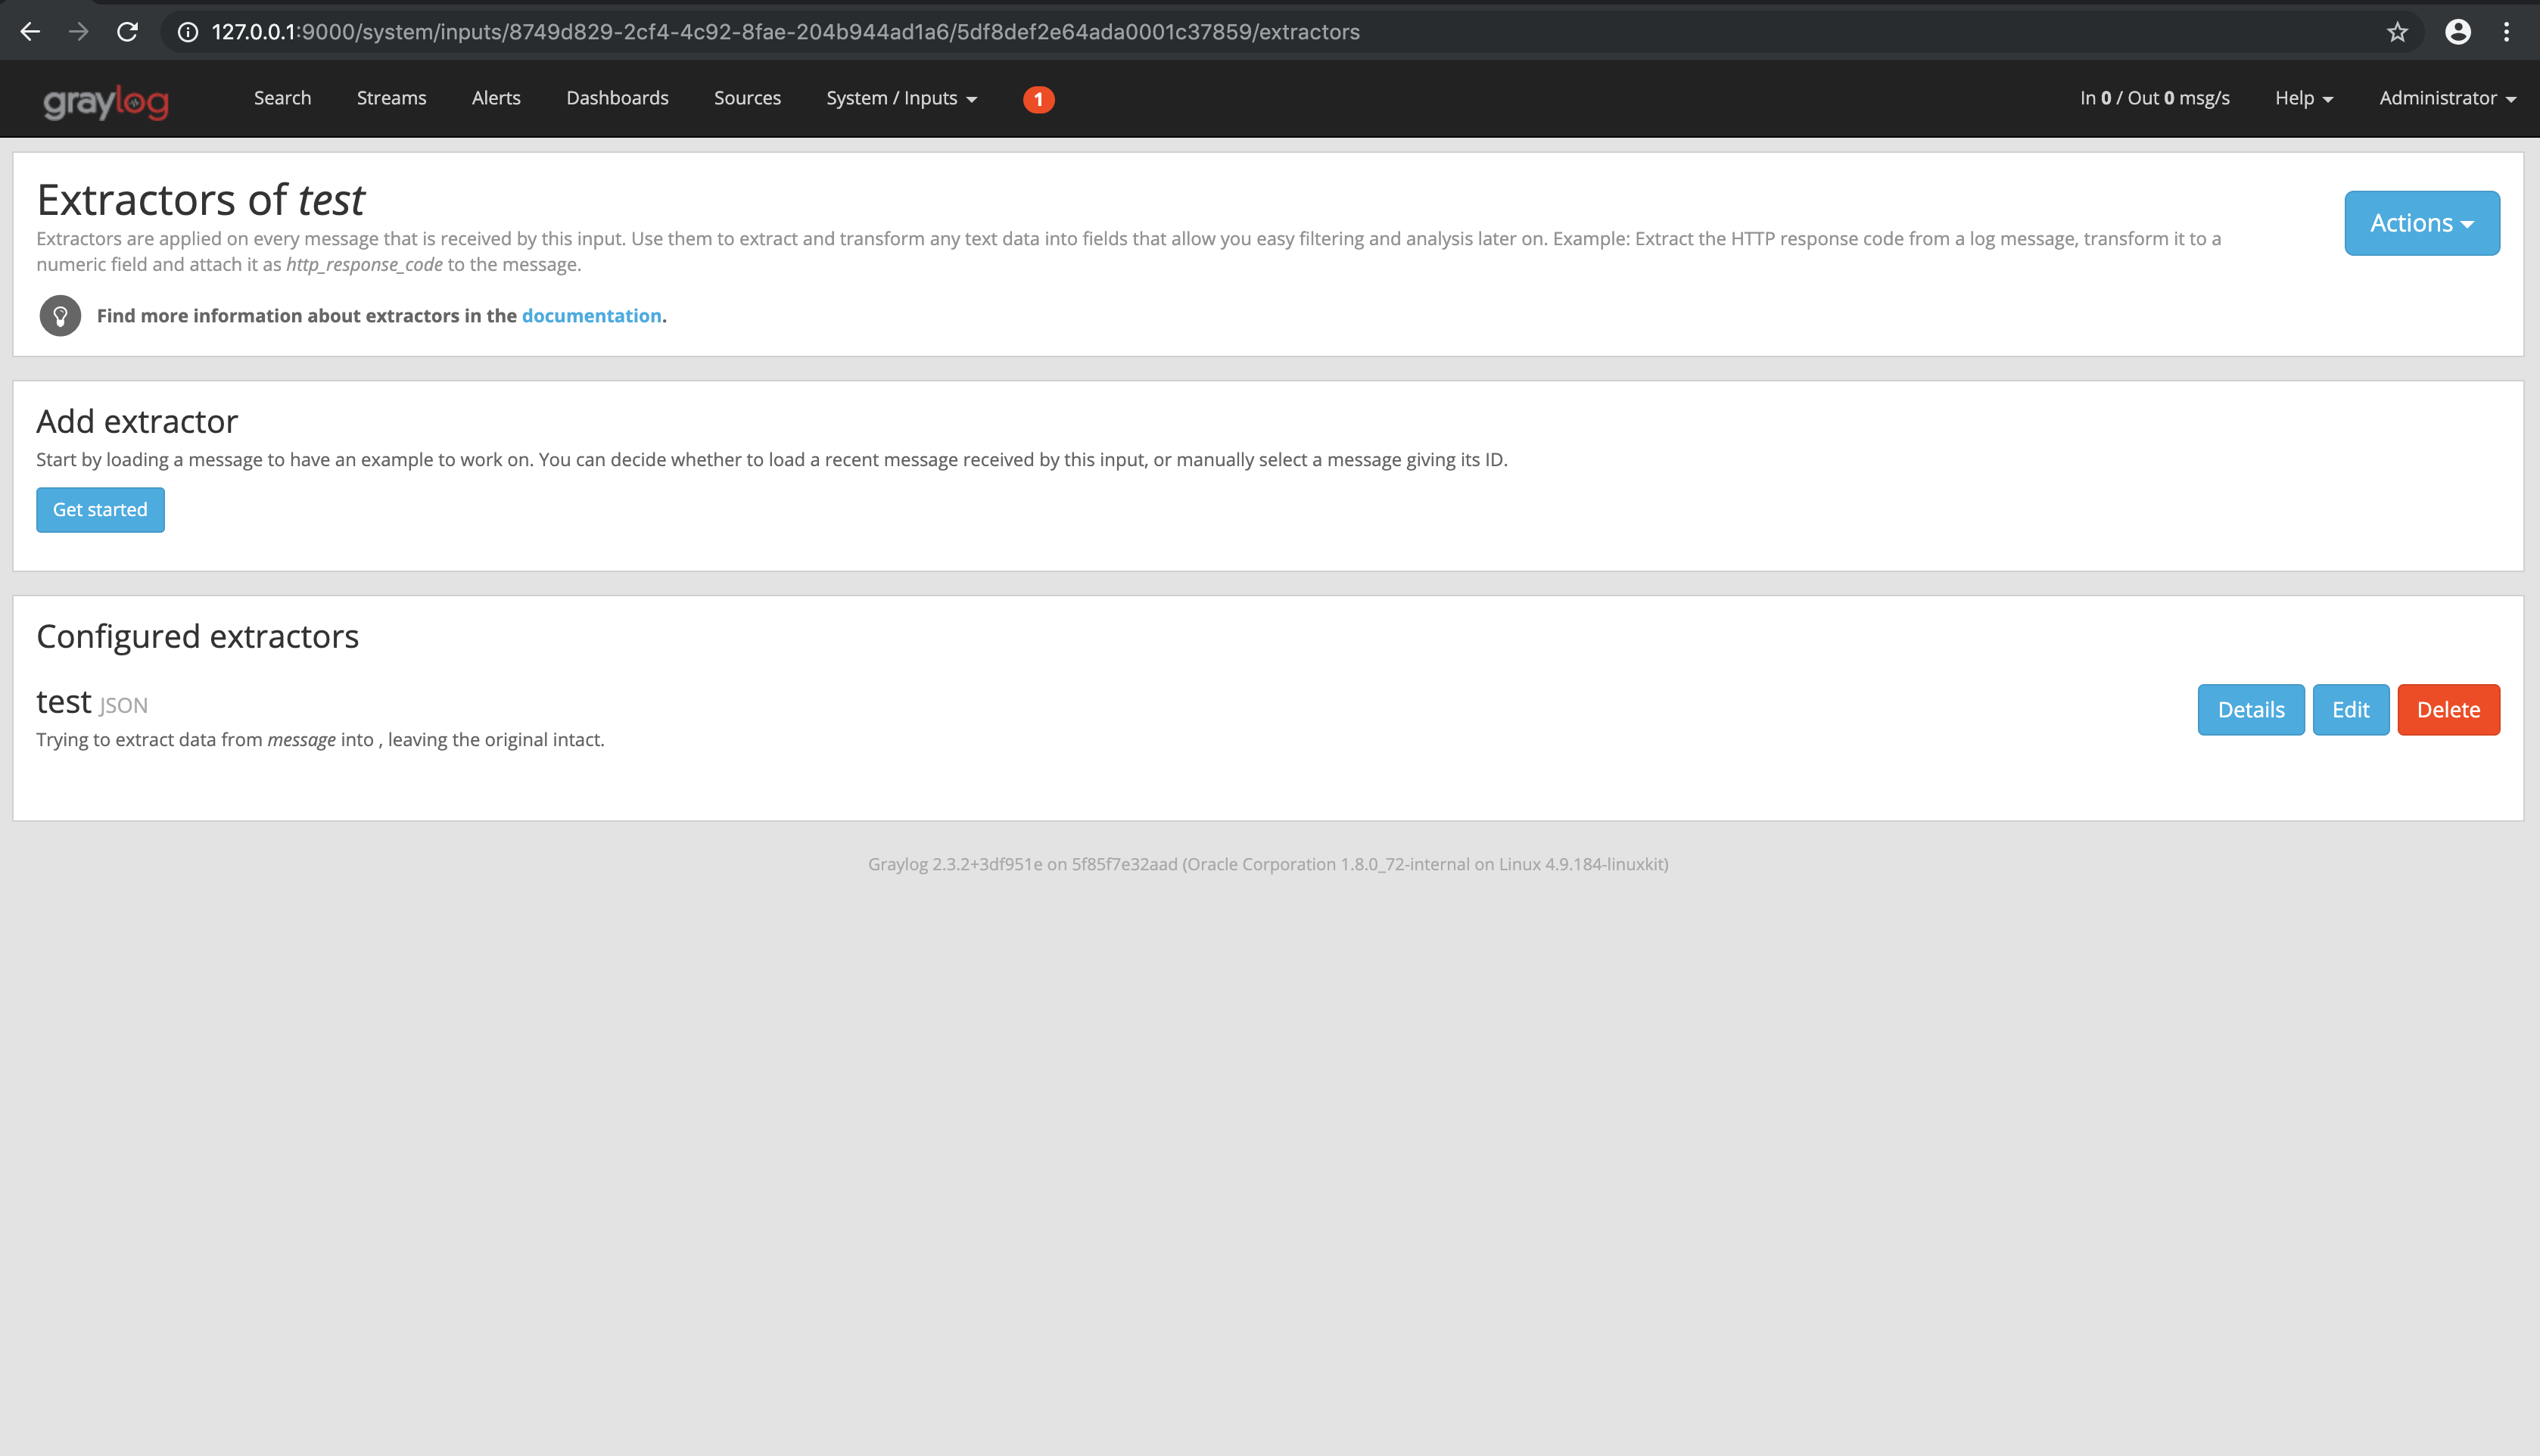 127.0.0.1:9000/system/inputs/8749d829-2cf4-4c92-8fae-204b944ad1a6/5df8def2e64ada0001c37859/extractors
graylog Search Streams Alerts Dashboards Sources System / Inputs 1 In 0 / Out 0 msg/s Help Administrator
Extractors of test
Actions
Extractors are applied on every message that is received by this input. Use them to extract and transform any text data into fields that allow you easy filtering and analysis later on. Example: Extract the HTTP response code from a log message, transform it to a
numeric field and attach it as http_response_code to the message.
Find more information about extractors in the documentation.
Add extractor
Start by loading a message to have an example to work on. You can decide whether to load a recent message received by this input, or manually select a message giving its ID.
Get started
Configured extractors
test JSON
Details Edit Delete
Trying to extract data from message into , leaving the original intact.
Graylog 2.3.2+3df951e on 5f85f7e32aad (Oracle Corporation 1.8.0_72-internal on Linux 4.9.184-linuxkit)